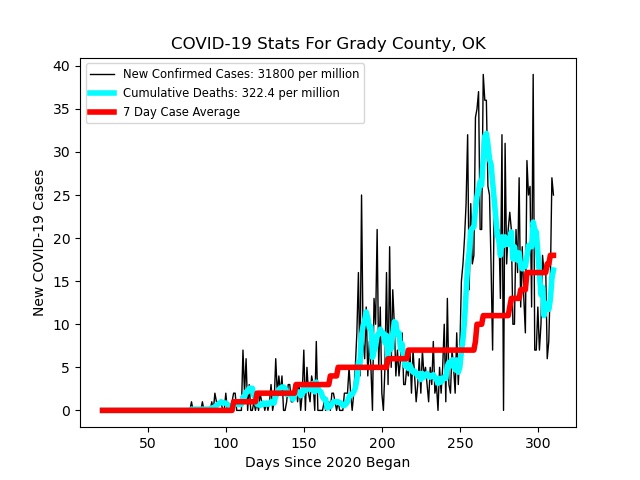 COVID-19 Stats For Grady County, OK
New Confirmed Cases: 31800 per million
Cumulative Deaths: 322.4 per million
7 Day Case Average
New COVID-19 Cases
40
35
30
25
20
15
10
5
0
50 100 150 200 250 300
Days Since 2020 Began